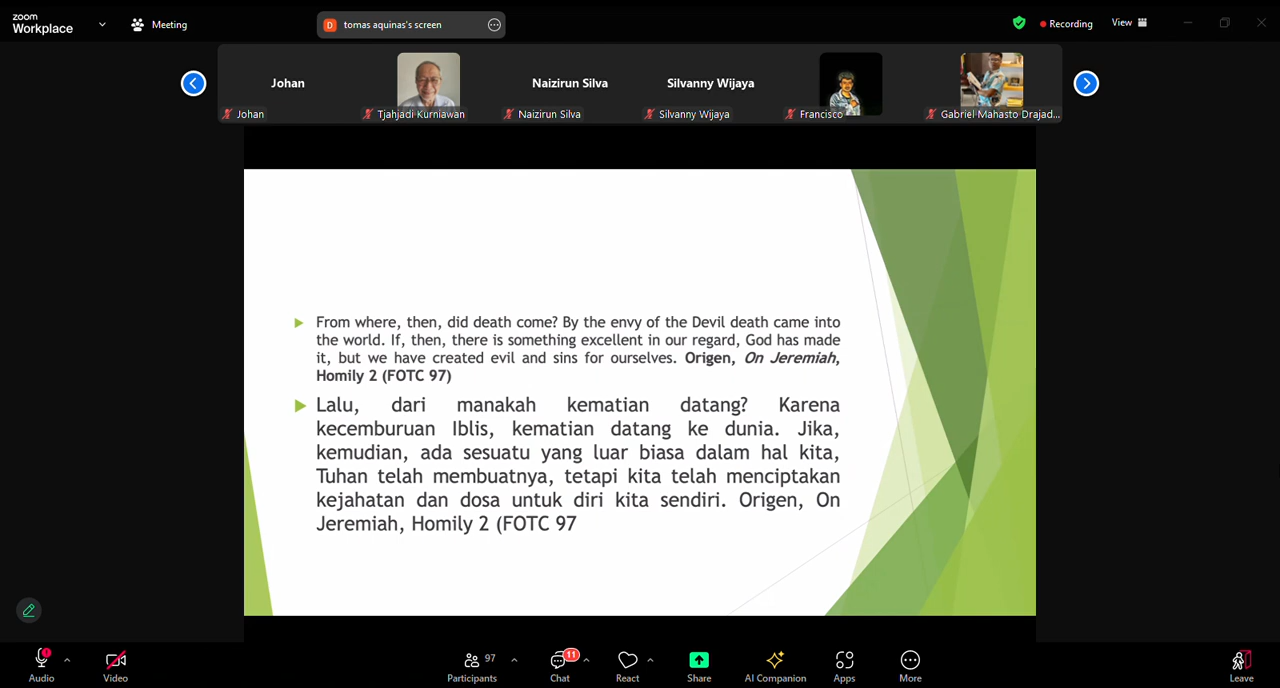 zoom
Workplace
Meeting
D tomas aquinas's screen
Recording
View
Johan
Naizirun Silva
Silvanny Wijaya
Johan
Tjahjadi Kurniawan
Naizirun Silva
Silvanny Wijaya
Francisco
Gabriel Mahasto Drajad...
From where, then, did death come? By the envy of the Devil death came into
the world. If, then, there is something excellent in our regard, God has made
it, but we have created evil and sins for ourselves. Origen, On Jeremiah,
Homily 2 (FOTC 97)
Lalu, dari manakah kematian datang? Karena
kecemburuan Iblis, kematian datang ke dunia. Jika,
kemudian, ada sesuatu yang luar biasa dalam hal kita,
Tuhan telah membuatnya, tetapi kita telah menciptakan
kejahatan dan dosa untuk diri kita sendiri. Origen, On
Jeremiah, Homily 2 (FOTC 97
97
11
Audio
Video
Participants
Chat
React
Share
AI Companion
Apps
More
Leave